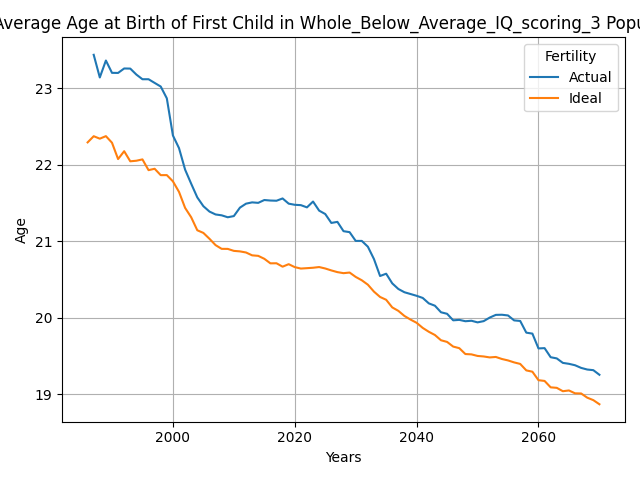 Average Age at Birth of First Child in Whole_Below_Average_IQ_scoring_3 Popu
Fertility
Actual
Ideal
23
22
21
20
19
Age
2000 2020 2040 2060
Years